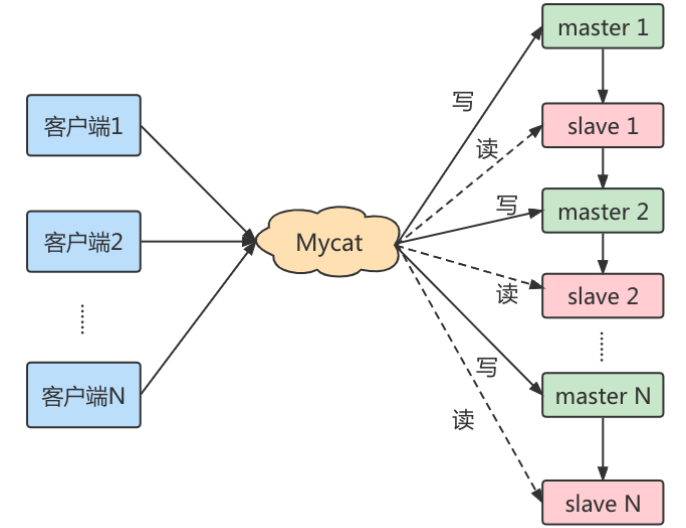 客户端1
客户端2
客户端N
Mycat
写
读
写
读
写
读
master 1
slave 1
master 2
slave 2
master N
slave N